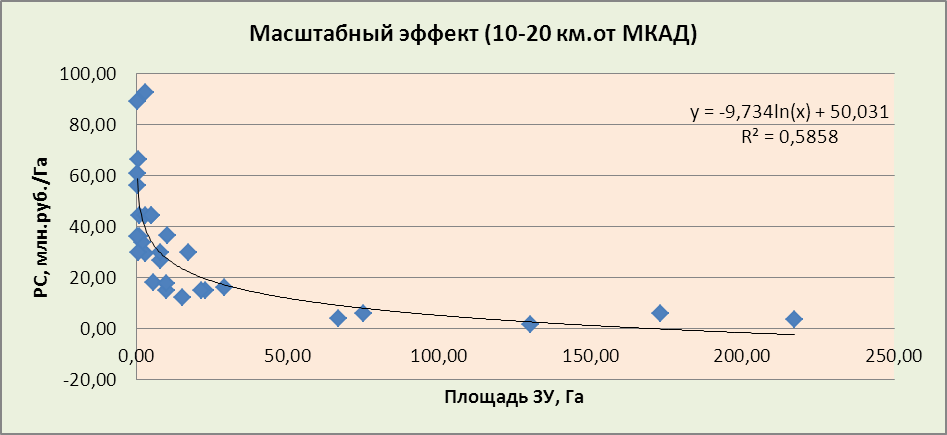 Масштабный эффект (10-20 км.от МКАД)
100,00
80,00
60,00
40,00
20,00
0,00
-20,00
РС, млн.руб./Га
y = -9,734ln(x) + 50,031
R² = 0,5858
0,00 50,00 100,00 150,00 200,00 250,00
Площадь ЗУ, Га